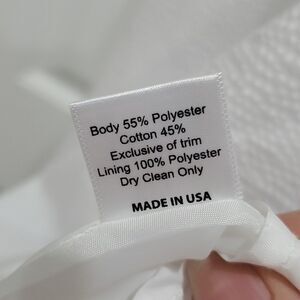 Body 55% Polyester
Cotton 45%
Exclusive of trim
Lining 100% Polyester
Dry Clean Only
MADE IN USA